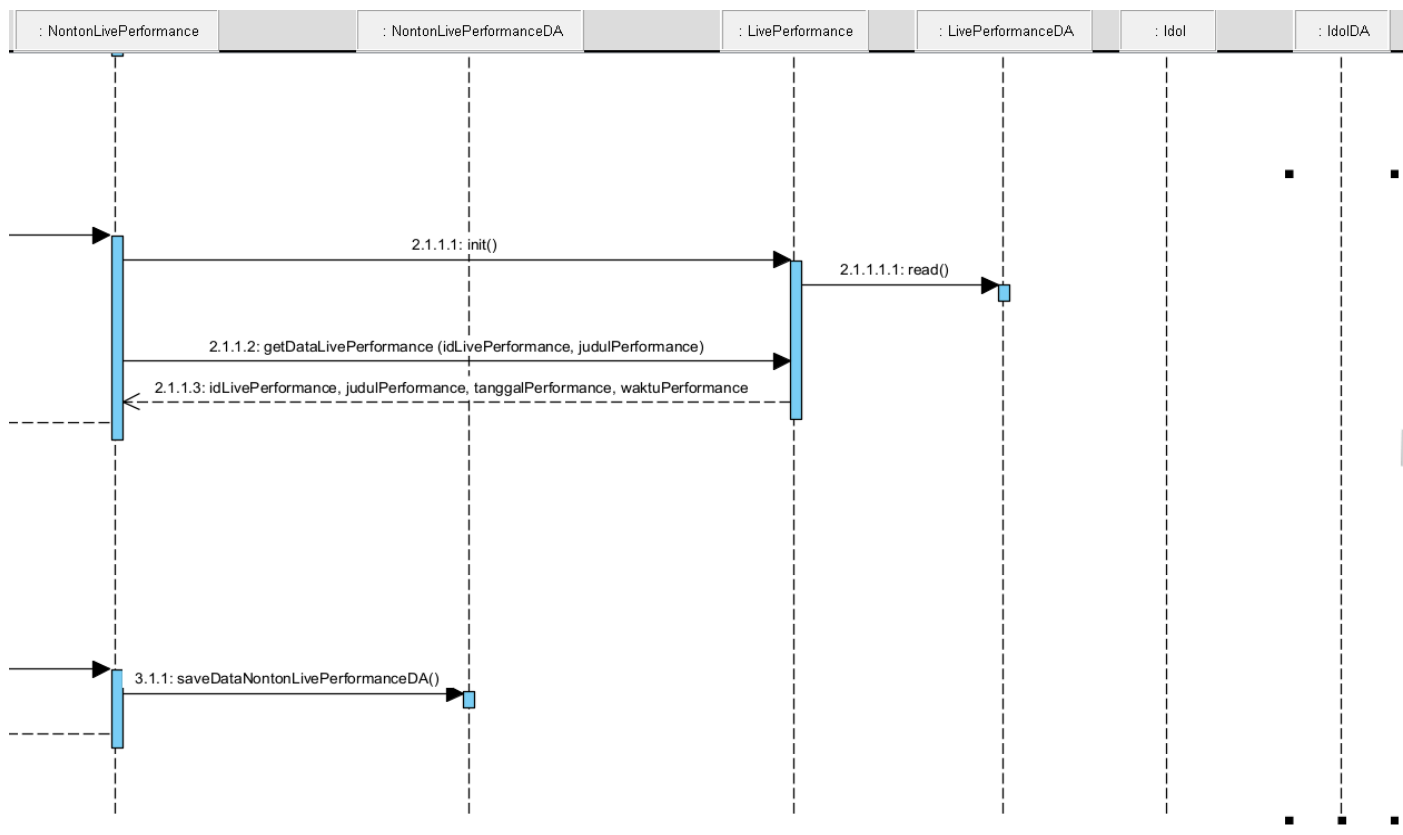 : NontonLivePerformance
: NontonLivePerformanceDA
: LivePerformance
: LivePerformanceDA
: Idol
: IdolDA
2.1.1.1: init()
2.1.1.1.1: read()
2.1.1.2: getDataLivePerformance (idLivePerformance, judulPerformance)
2.1.1.3: idLivePerformance, judulPerformance, tanggalPerformance, waktuPerformance
3.1.1: saveDataNontonLivePerformanceDA()